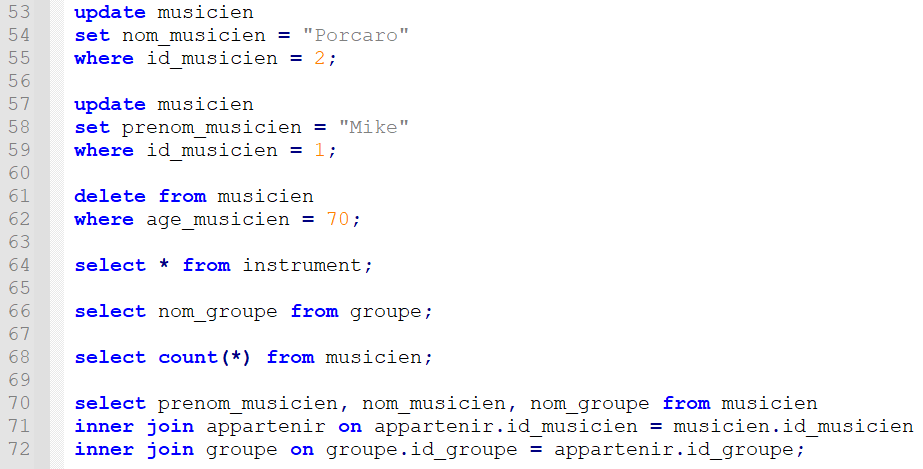 53 update musicien
54 set nom_musicien = "Porcaro"
55 where id_musicien = 2;
56
57 update musicien
58 set prenom_musicien = "Mike"
59 where id_musicien = 1;
60
61 delete from musicien
62 where age_musicien = 70;
63
64 select * from instrument;
65
66 select nom_groupe from groupe;
67
68 select count(*) from musicien;
69
70 select prenom_musicien, nom_musicien, nom_groupe from musicien
71 inner join appartenir on appartenir.id_musicien = musicien.id_musicien
72 inner join groupe on groupe.id_groupe = appartenir.id_groupe;